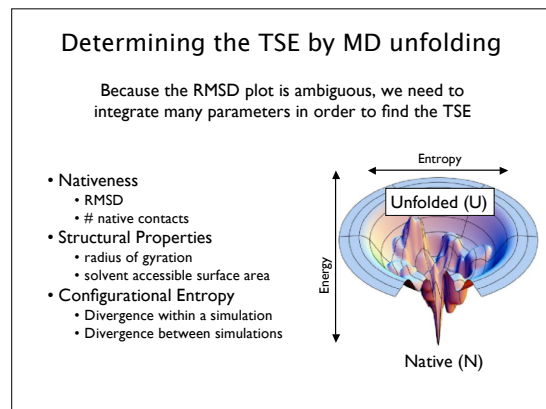 Determining the TSE by MD unfolding
Because the RMSD plot is ambiguous, we need to
integrate many parameters in order to find the TSE
• Nativeness
• RMSD
• # native contacts
• Structural Properties
• radius of gyration
• solvent accessible surface area
• Configurational Entropy
• Divergence within a simulation
• Divergence between simulations
Entropy
Unfolded (U)
Energy
Native (N)